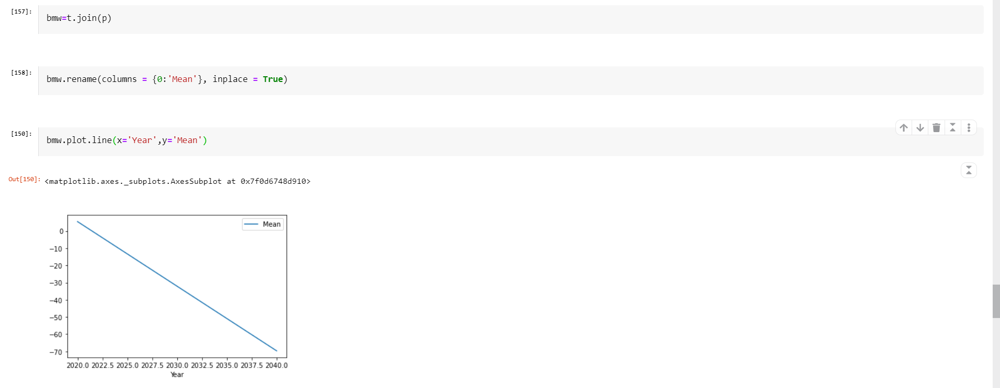 [157]:
bmw=t.join(p)
[158]:
bmw.rename(columns = {0:'Mean'}, inplace = True)
[150]:
bmw.plot.line(x='Year',y='Mean')
Out[150]: <matplotlib.axes._subplots.AxesSubplot at 0x7f0d6748d910>
Mean
0
−10
−20
−30
−40
−50
−60
−70
2020.0 2022.5 2025.0 2027.5 2030.0 2032.5 2035.0 2037.5 2040.0
Year